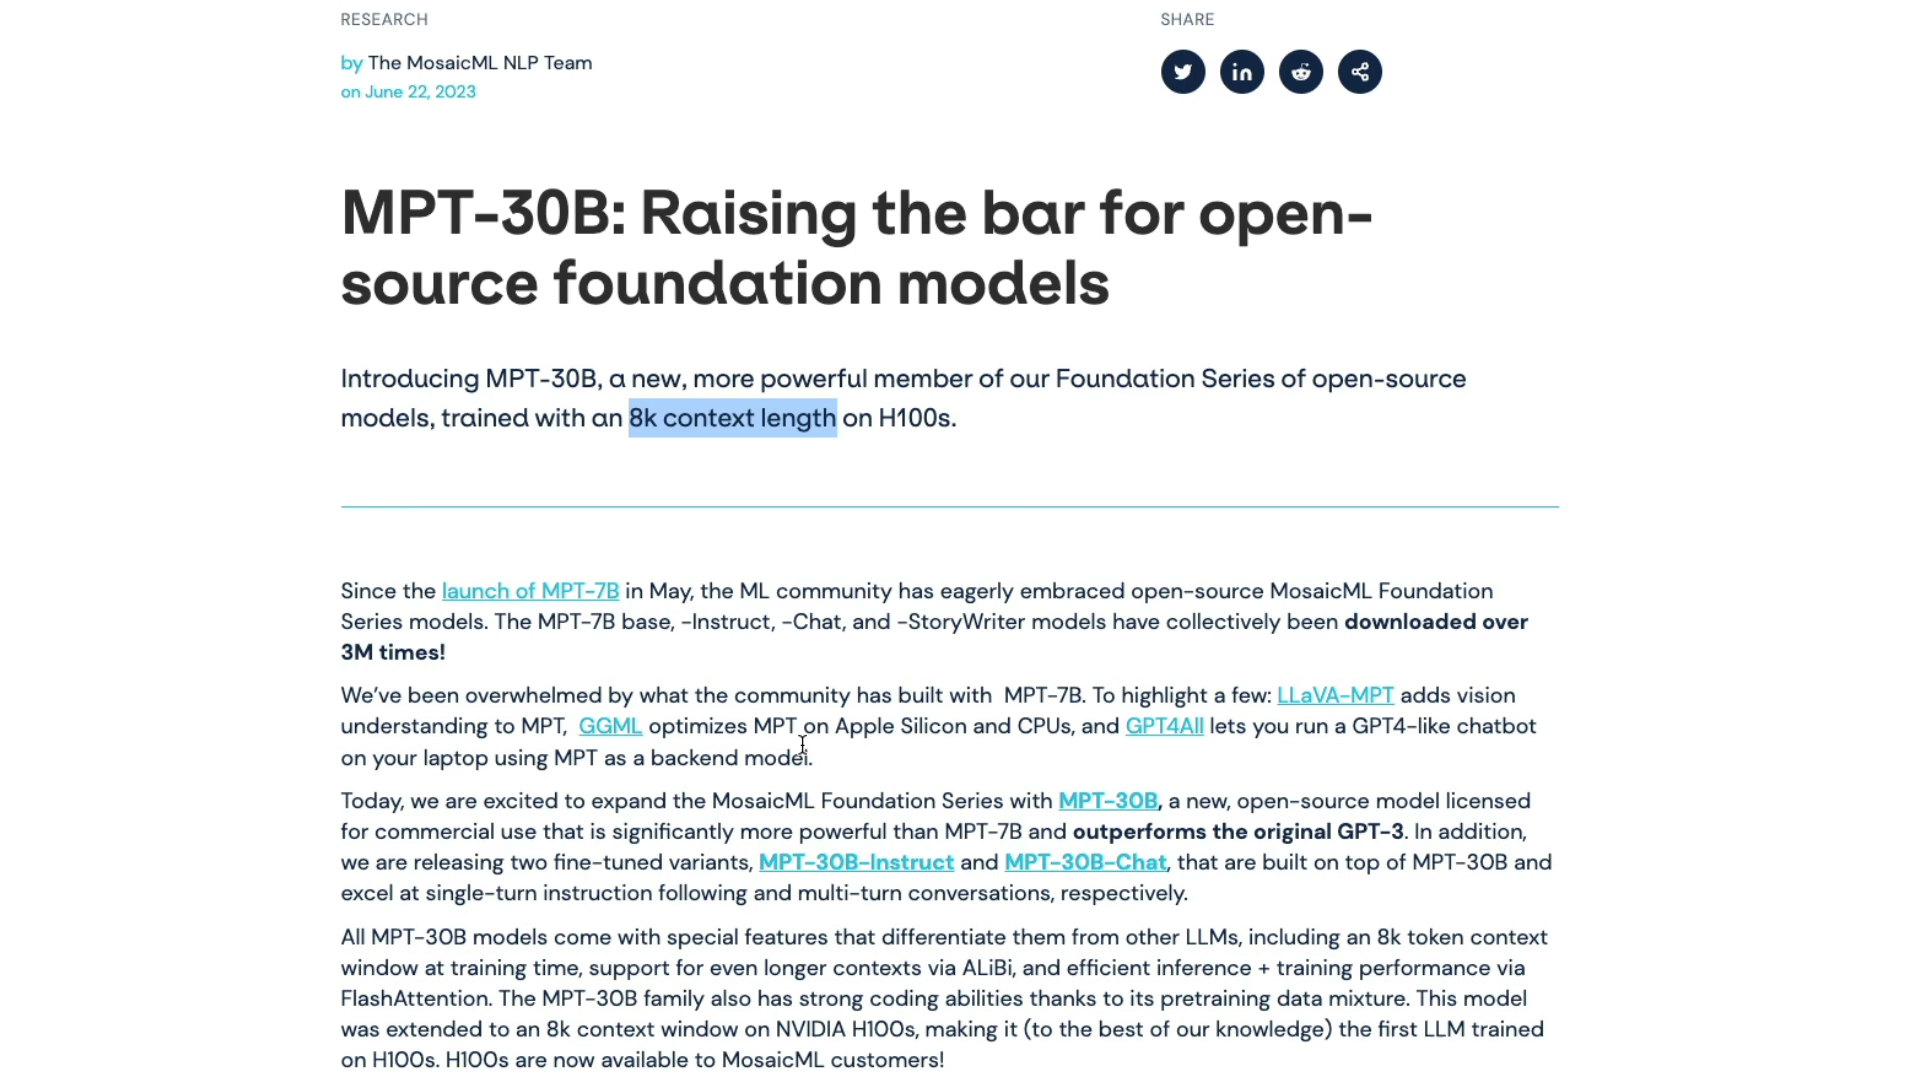 RESEARCH
SHARE
by The MosaicML NLP Team
on June 22, 2023
MPT-30B: Raising the bar for open-
source foundation models
Introducing MPT-30B, a new, more powerful member of our Foundation Series of open-source
models, trained with an 8k context length on H100s.
Since the launch of MPT-7B in May, the ML community has eagerly embraced open-source MosaicML Foundation
Series models. The MPT-7B base, -Instruct, -Chat, and -StoryWriter models have collectively been downloaded over
3M times!
We've been overwhelmed by what the community has built with MPT-7B. To highlight a few: LLaVA-MPT adds vision
understanding to MPT, GGML optimizes MPT on Apple Silicon and CPUs, and GPT4All lets you run a GPT4-like chatbot
on your laptop using MPT as a backend model.
Today, we are excited to expand the MosaicML Foundation Series with MPT-30B, a new, open-source model licensed
for commercial use that is significantly more powerful than MPT-7B and outperforms the original GPT-3. In addition,
we are releasing two fine-tuned variants, MPT-30B-Instruct and MPT-30B-Chat, that are built on top of MPT-30B and
excel at single-turn instruction following and multi-turn conversations, respectively.
All MPT-30B models come with special features that differentiate them from other LLMs, including an 8k token context
window at training time, support for even longer contexts via ALiBi, and efficient inference + training performance via
FlashAttention. The MPT-30B family also has strong coding abilities thanks to its pretraining data mixture. This model
was extended to an 8k context window on NVIDIA H100s, making it (to the best of our knowledge) the first LLM trained
on H100s. H100s are now available to MosaicML customers!